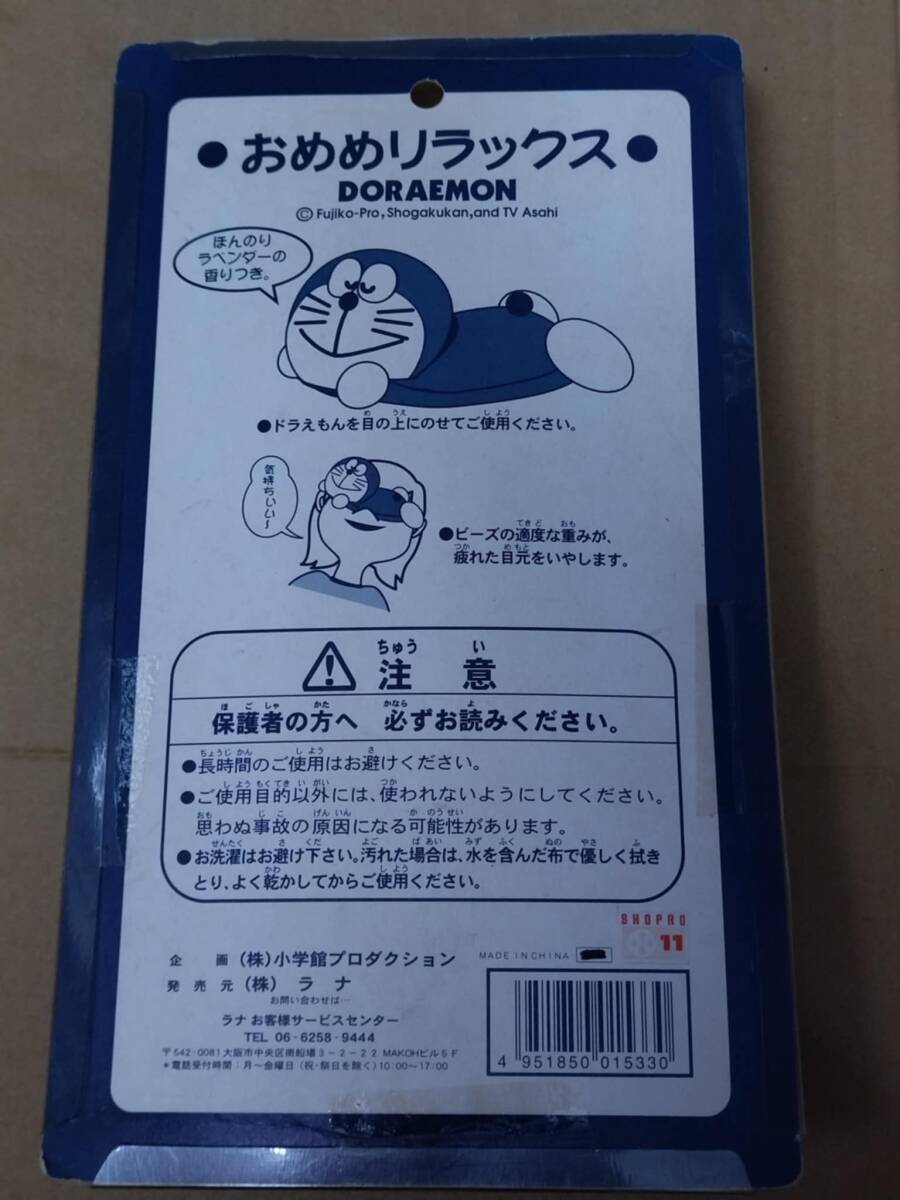 ●おめめリラックス●
DORAEMON
© Fujiko-Pro, Shogakukan, and TV Asahi
ほんのり
ラベンダーの
香りつき。
●ドラえもんを目の上にのせてご使用ください。
気持ちいい〜
●ビーズの適度な重みが、
疲れた目元をいやします。
注意
保護者の方へ 必ずお読みください。
●長時間のご使用はお避けください。
●ご使用目的以外には、使われないようにしてください。
思わぬ事故の原因になる可能性があります。
●お洗濯はお避け下さい。汚れた場合は、水を含んだ布で優しく拭き
とり、よく乾かしてからご使用ください。
SHOPRO
11
企画 (株)小学館プロダクション
MADE IN CHINA
発売元 (株) ラナ
お問い合わせは…
ラナ お客様サービスセンター
TEL 06-6258-9444
〒542-0081 大阪市中央区南船場3-2-22 MAKOHビル5F
*電話受付時間:月〜金曜日(祝・祭日を除く)10:00〜17:00
4 951850 015330